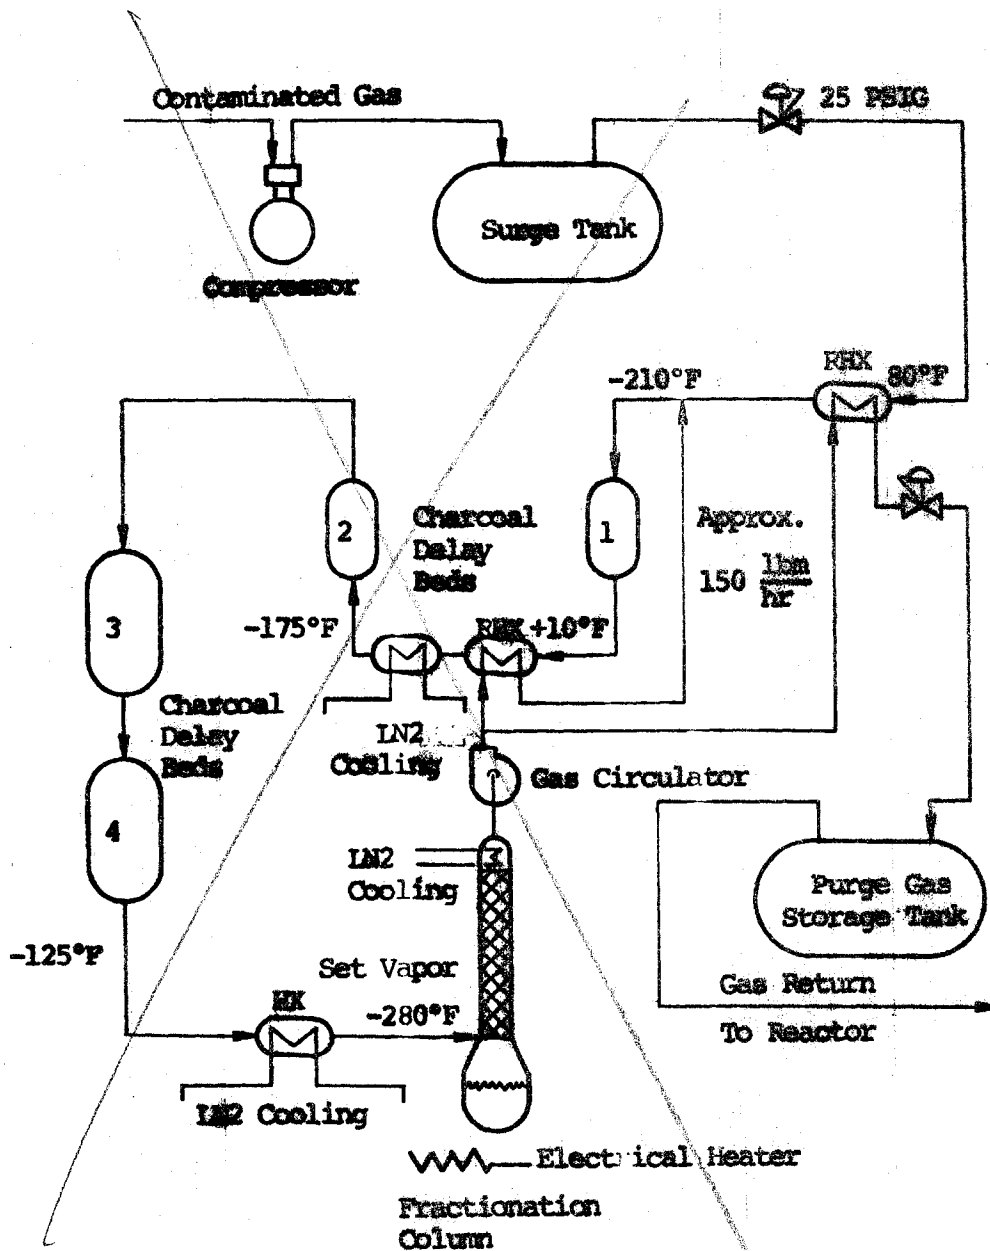 Contaminated Gas
25 PSIG
Surge Tank
Compressor
RHX
80°F
-210°F
1
2
Charcoal
Delay
Beds
Approx.
150 lbm
hr
3
-175°F
RHX +10°F
Charcoal
Delay
Beds
LN2
Cooling
Gas Circulator
4
LN2
Cooling
Purge Gas
Storage Tank
-125°F
Set Vapor
Gas Return
HX
-280°F
To Reactor
LN2 Cooling
Electrical Heater
Fractionation
Column